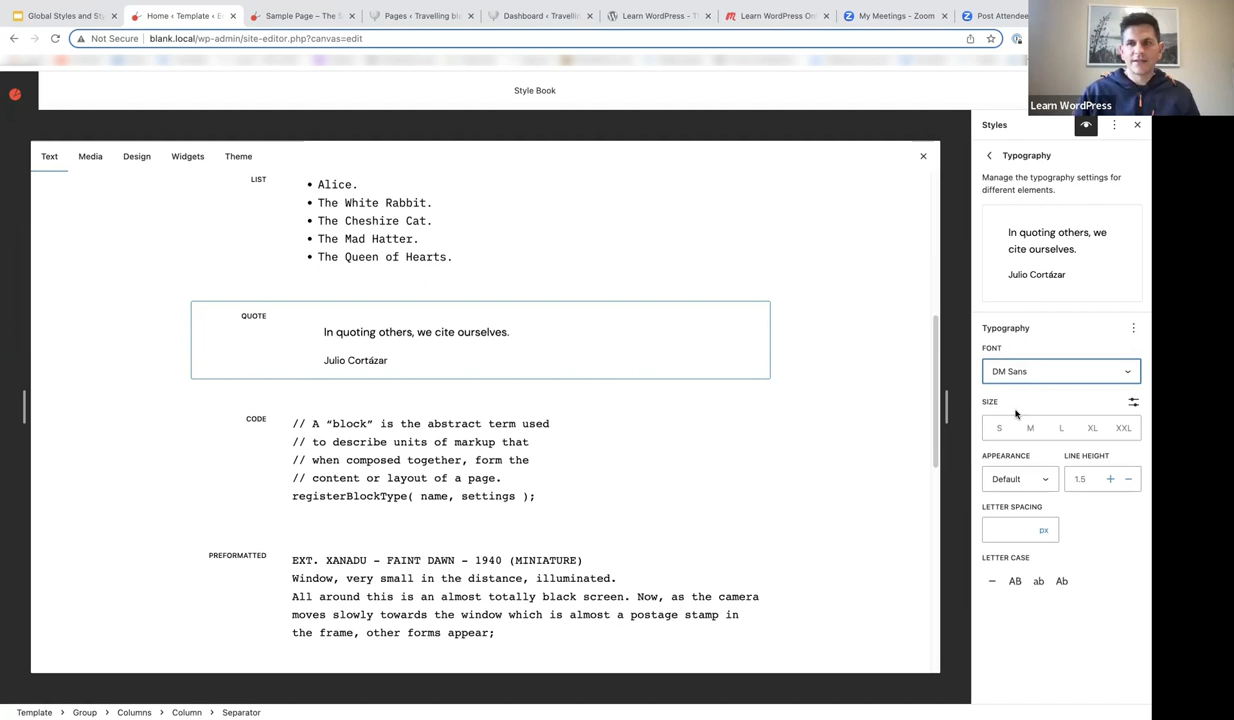 Global Styles and St
Home ‹ Template ‹ E
Sample Page – The S
Pages ‹ Travelling bl
Dashboard ‹ Travellin
Learn WordPress – T
Learn WordPress On
My Meetings - Zoom
Post Attendee
Not Secure | blank.local/wp-admin/site-editor.php?canvas=edit
Style Book
Learn WordPress
Styles
Text
Media
Design
Widgets
Theme
Typography
Manage the typography settings for
different elements.
LIST
• Alice.
• The White Rabbit.
• The Cheshire Cat.
• The Mad Hatter.
• The Queen of Hearts.
In quoting others, we
cite ourselves.
Julio Cortázar
QUOTE
In quoting others, we cite ourselves.
Julio Cortázar
Typography
FONT
DM Sans
SIZE
S M L XL XXL
APPEARANCE
LINE HEIGHT
Default
1.5 + −
LETTER SPACING
px
LETTER CASE
– AB ab Ab
CODE
// A “block” is the abstract term used
// to describe units of markup that
// when composed together, form the
// content or layout of a page.
registerBlockType( name, settings );
PREFORMATTED
EXT. XANADU - FAINT DAWN - 1940 (MINIATURE)
Window, very small in the distance, illuminated.
All around this is an almost totally black screen. Now, as the camera
moves slowly towards the window which is almost a postage stamp in
the frame, other forms appear;
Template > Group > Columns > Column > Separator